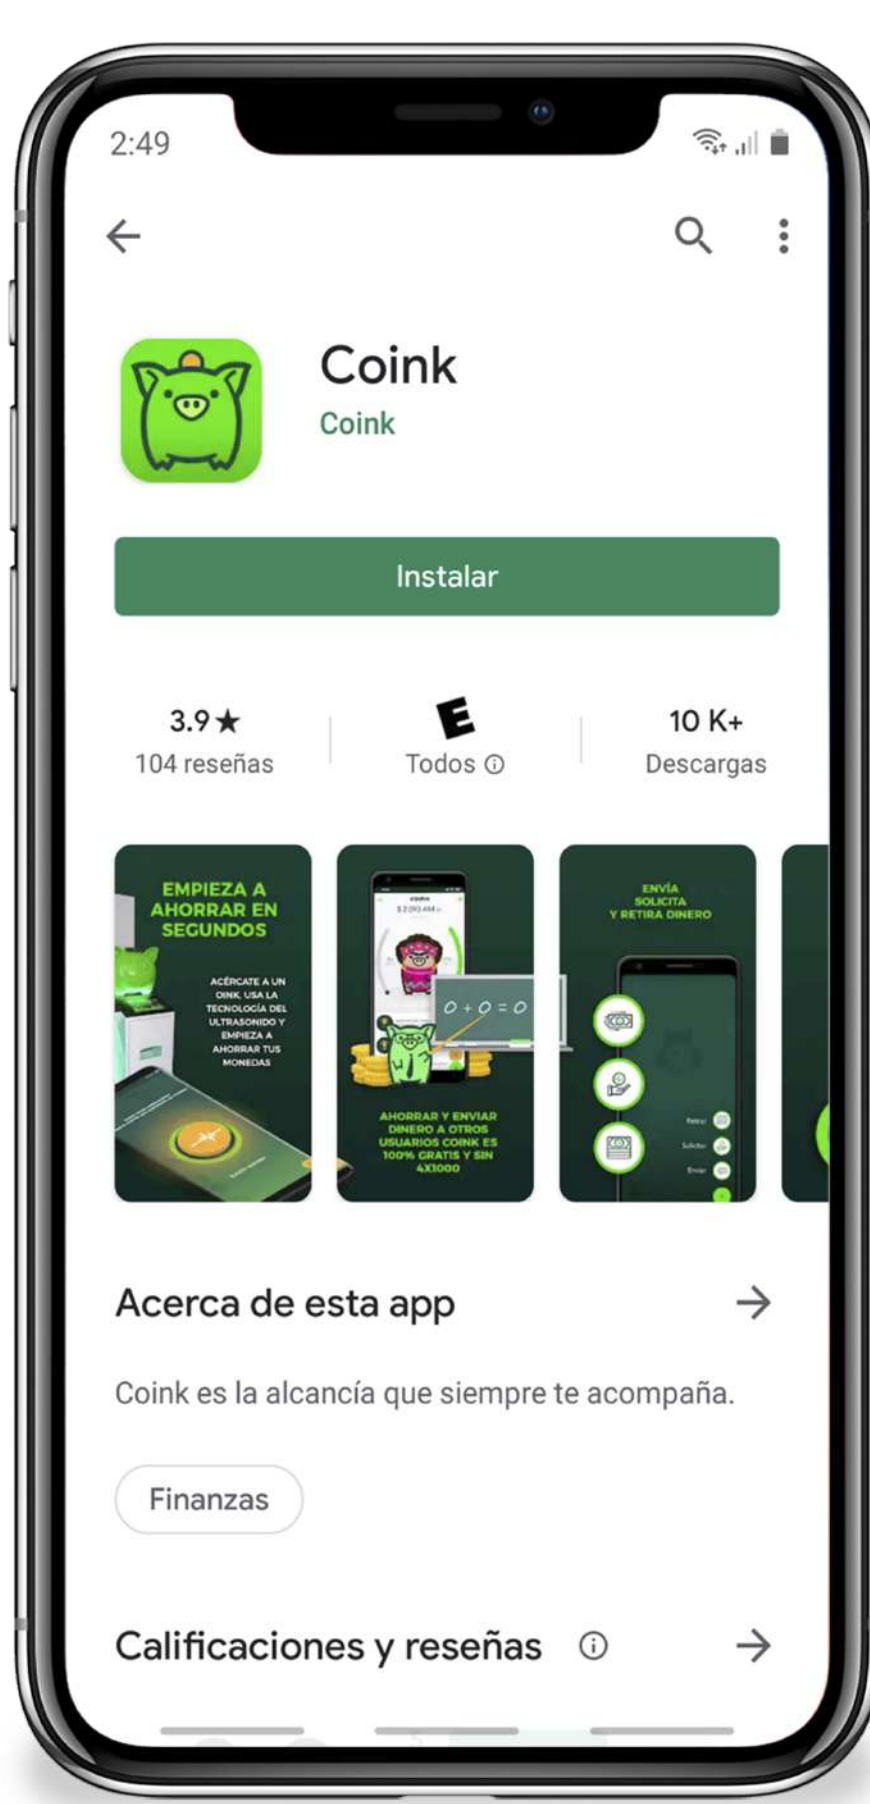 2:49
Coink
Coink
Instalar
3.9★
104 reseñas
E
Todos
10 K+
Descargas
EMPIEZA A
AHORRAR EN
SEGUNDOS
ACÉRCATE A UN
OINK, USA LA
TECNOLOGÍA DEL
ULTRASONIDO Y
EMPIEZA A
AHORRAR TUS
MONEDAS
0 + 0 = 0
AHORRAR Y ENVIAR
DINERO A OTROS
USUARIOS COINK ES
100% GRATIS Y SIN
4X1000
ENVÍA
SOLICITA
Y RETIRA DINERO
Retirar
Solicitar
Enviar
Acerca de esta app
Coink es la alcancía que siempre te acompaña.
Finanzas
Calificaciones y reseñas